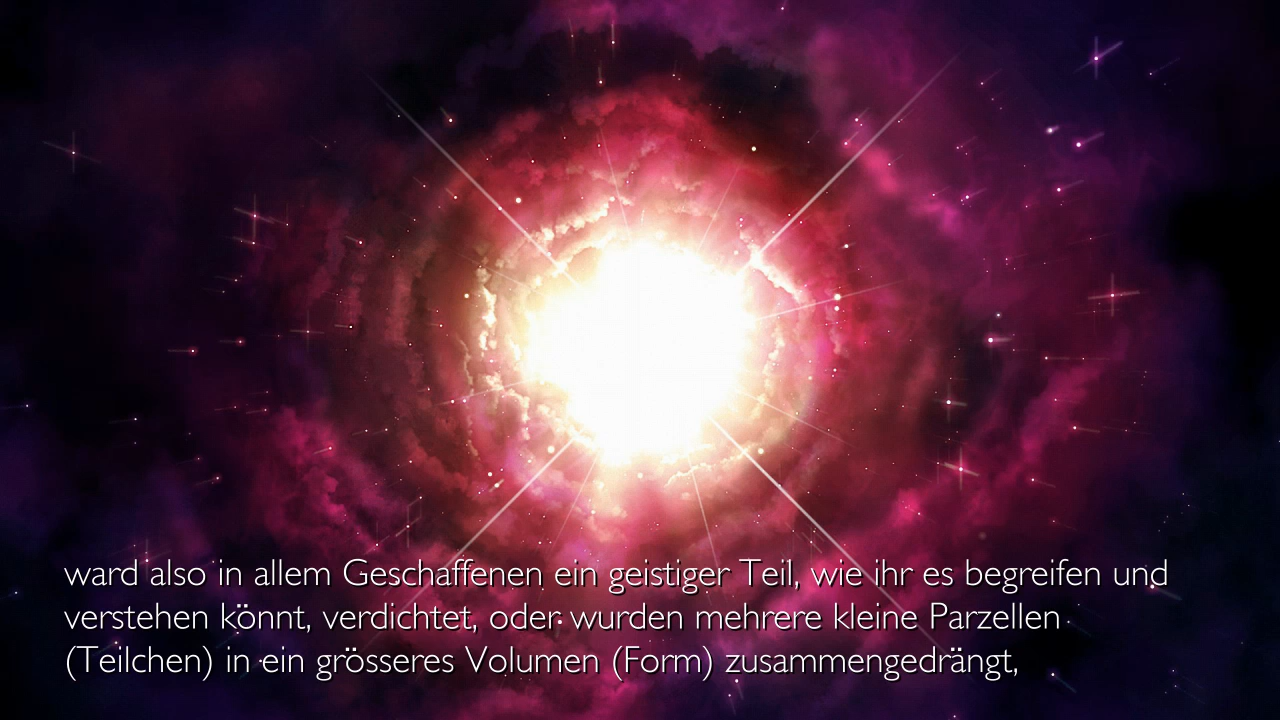 ward also in allem Geschaffenen ein geistiger Teil, wie ihr es begreifen und
verstehen könnt, verdichtet, oder wurden mehrere kleine Parzellen
(Teilchen) in ein grösseres Volumen (Form) zusammengedrängt,